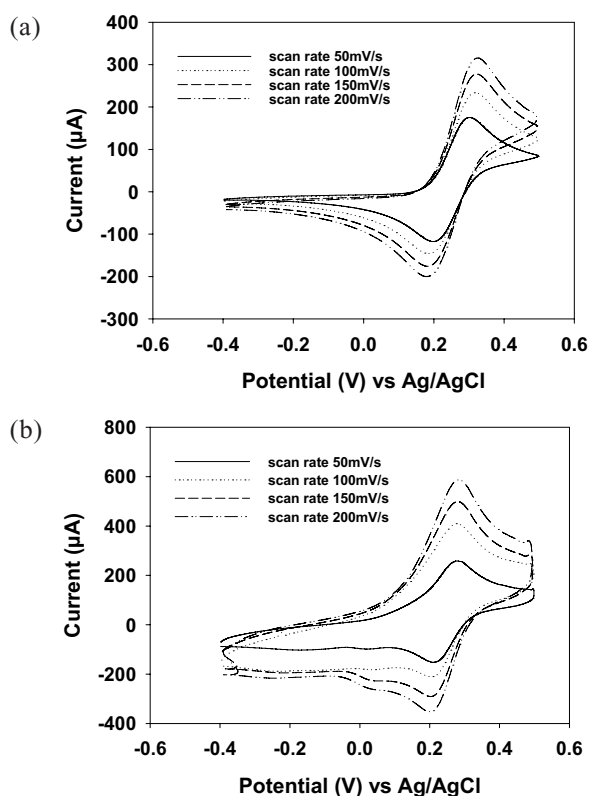 (a)
400
300
200
100
0
-100
-200
-300
Current (µA)
scan rate 50mV/s
scan rate 100mV/s
scan rate 150mV/s
scan rate 200mV/s
-0.6 -0.4 -0.2 0.0 0.2 0.4 0.6
Potential (V) vs Ag/AgCl
(b)
800
600
400
200
0
-200
-400
Current (µA)
scan rate 50mV/s
scan rate 100mV/s
scan rate 150mV/s
scan rate 200mV/s
-0.6 -0.4 -0.2 0.0 0.2 0.4 0.6
Potential (V) vs Ag/AgCl